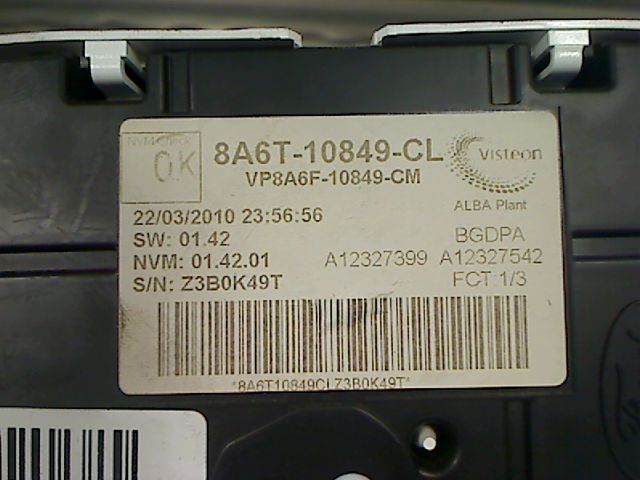 NVM Check
OK
8A6T-10849-CL
VP8A6F-10849-CM
Visteon
ALBA Plant
22/03/2010 23:56:56
SW: 01.42
BGDPA
NVM: 01.42.01
A12327399 A12327542
S/N: Z3B0K49T
FCT:1/3
*8A6T10849CLZ3B0K49T*